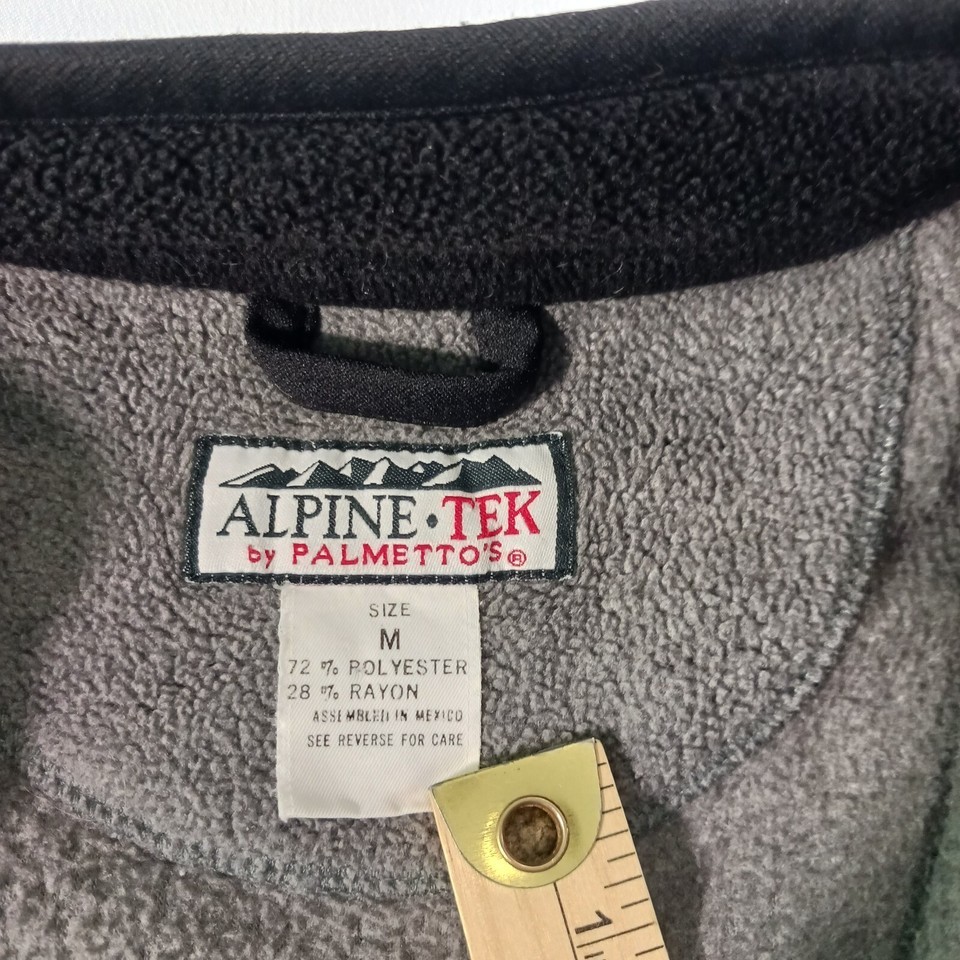 ALPINE·TEK
by PALMETTO'S®
SIZE
M
72 % POLYESTER
28 % RAYON
ASSEMBLED IN MEXICO
SEE REVERSE FOR CARE
1